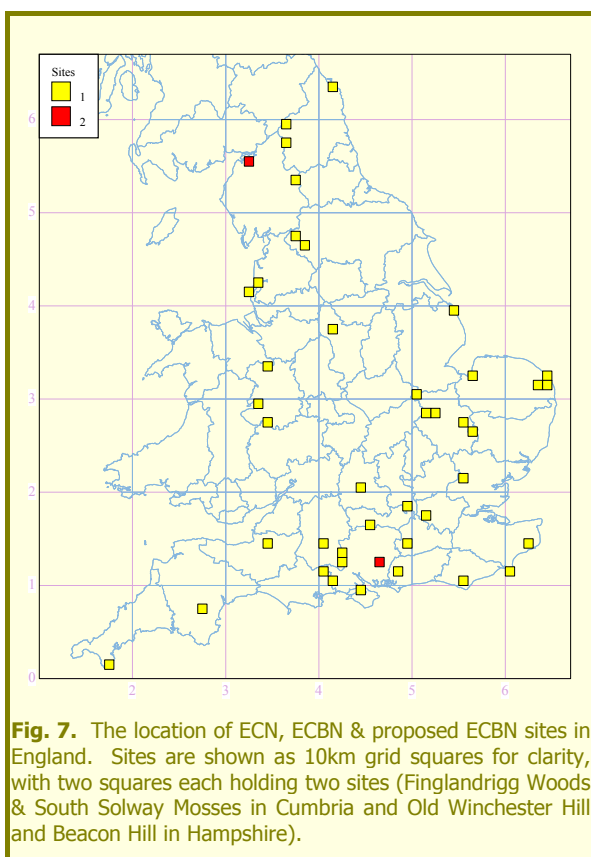 Sites
1
2
6
5
4
3
2
1
0
2 3 4 5 6
Fig. 7. The location of ECN, ECBN & proposed ECBN sites in
England. Sites are shown as 10km grid squares for clarity,
with two squares each holding two sites (Finglandrigg Woods
& South Solway Mosses in Cumbria and Old Winchester Hill
and Beacon Hill in Hampshire).